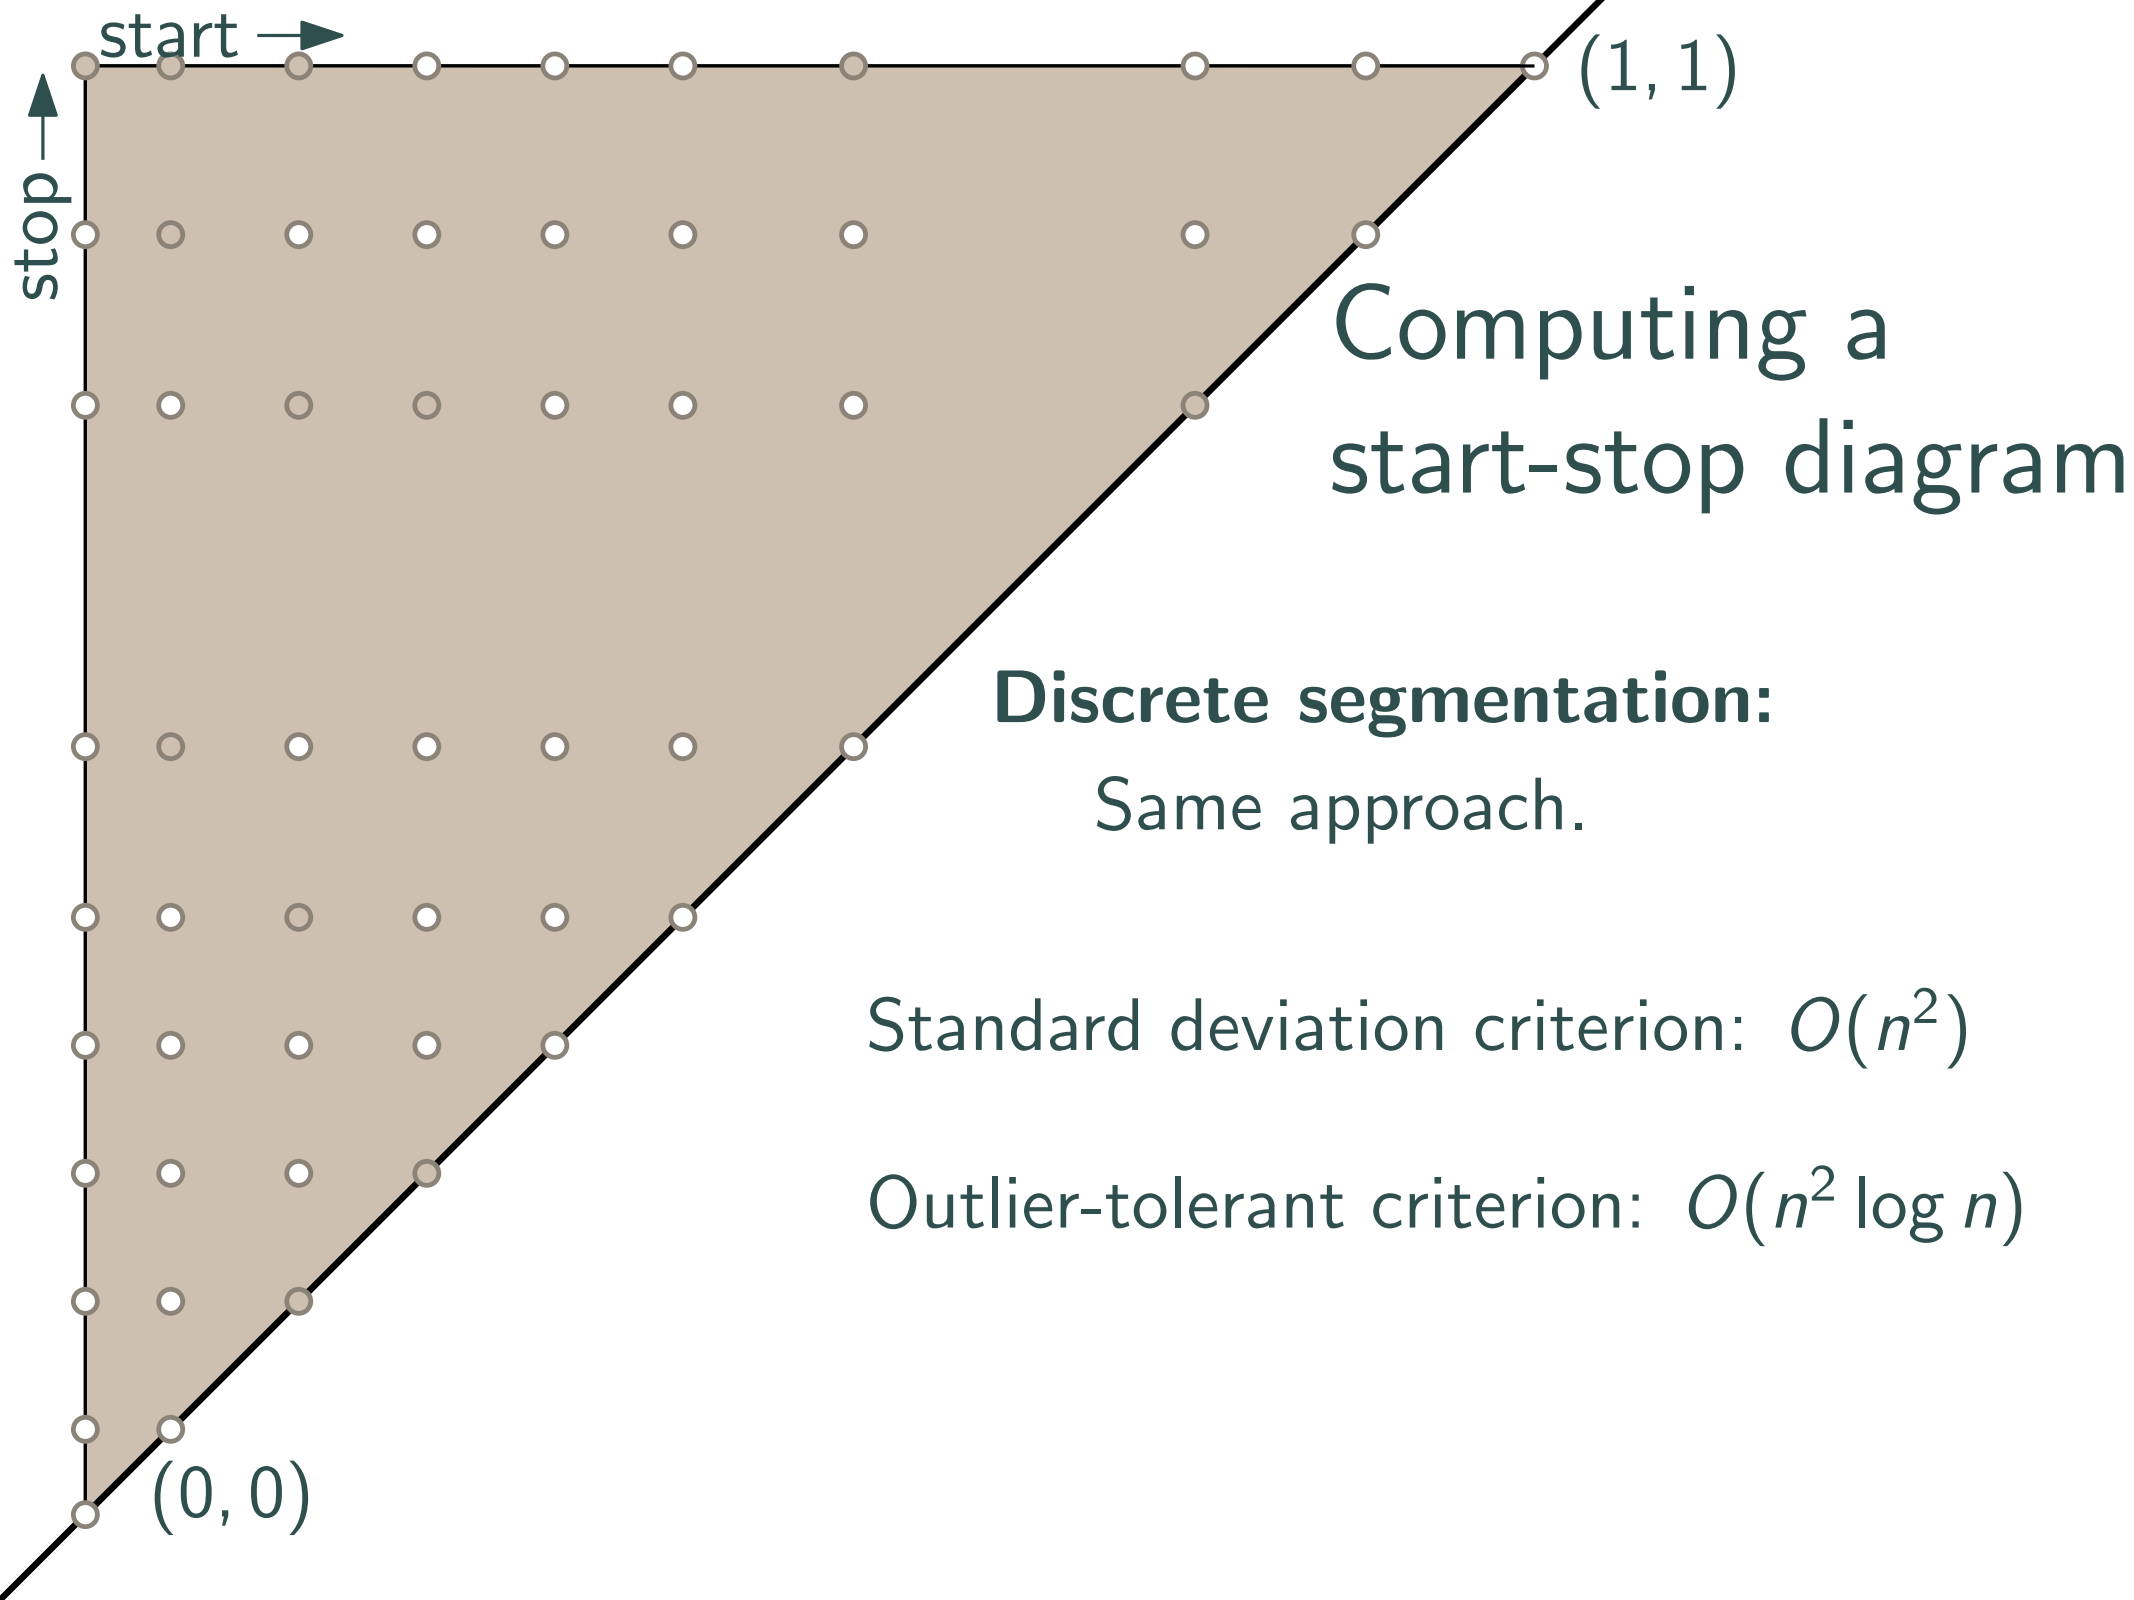 start
(1, 1)
stop
Computing a
start-stop diagram
Discrete segmentation:
Same approach.
Standard deviation criterion: O(n²)
Outlier-tolerant criterion: O(n² log n)
(0, 0)